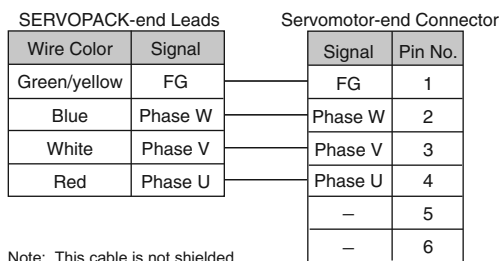 SERVOPACK-end Leads Servomotor-end Connector
Wire Color Signal Signal Pin No.
Green/yellow FG FG 1
Blue Phase W Phase W 2
White Phase V Phase V 3
Red Phase U Phase U 4
– 5
– 6
Note: This cable is not shielded